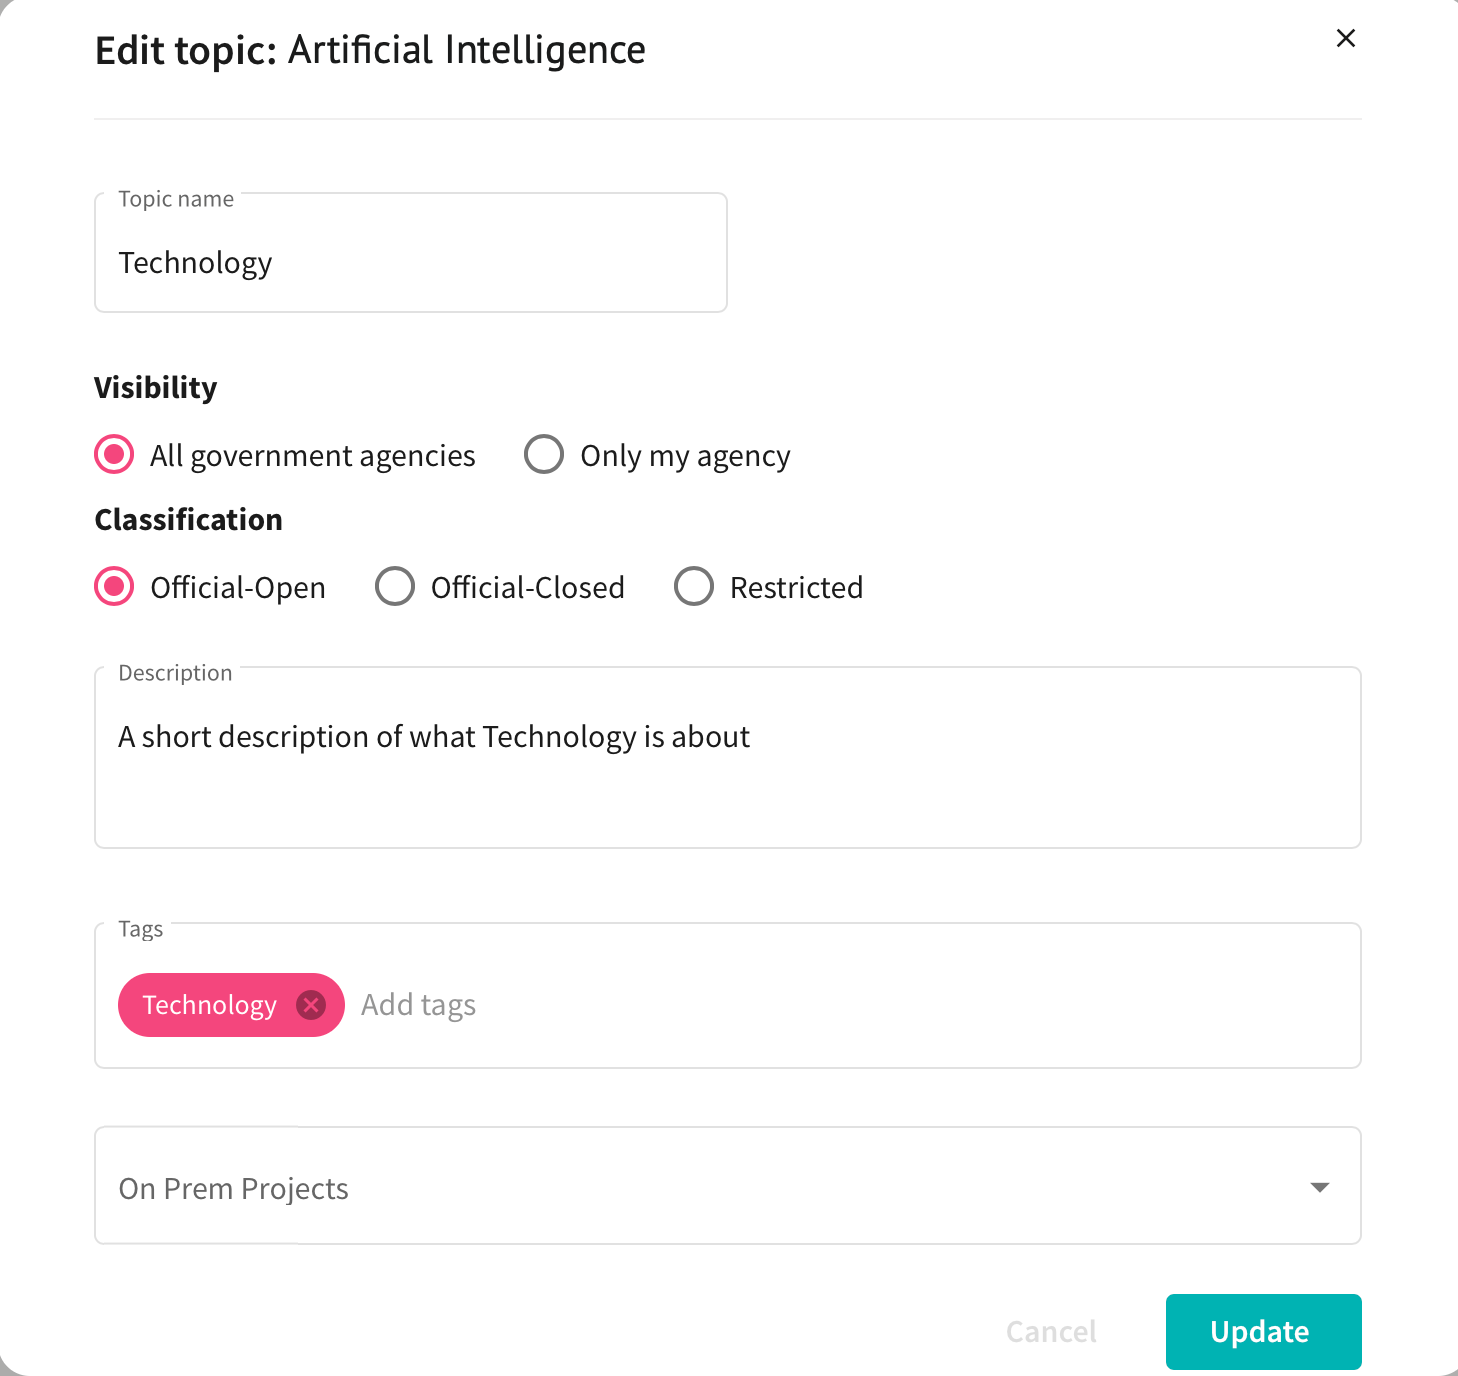 Edit topic: Artificial Intelligence
Topic name
Technology
Visibility
All government agencies Only my agency
Classification
Official-Open Official-Closed Restricted
Description
A short description of what Technology is about
Tags
Technology Add tags
On Prem Projects
Cancel Update